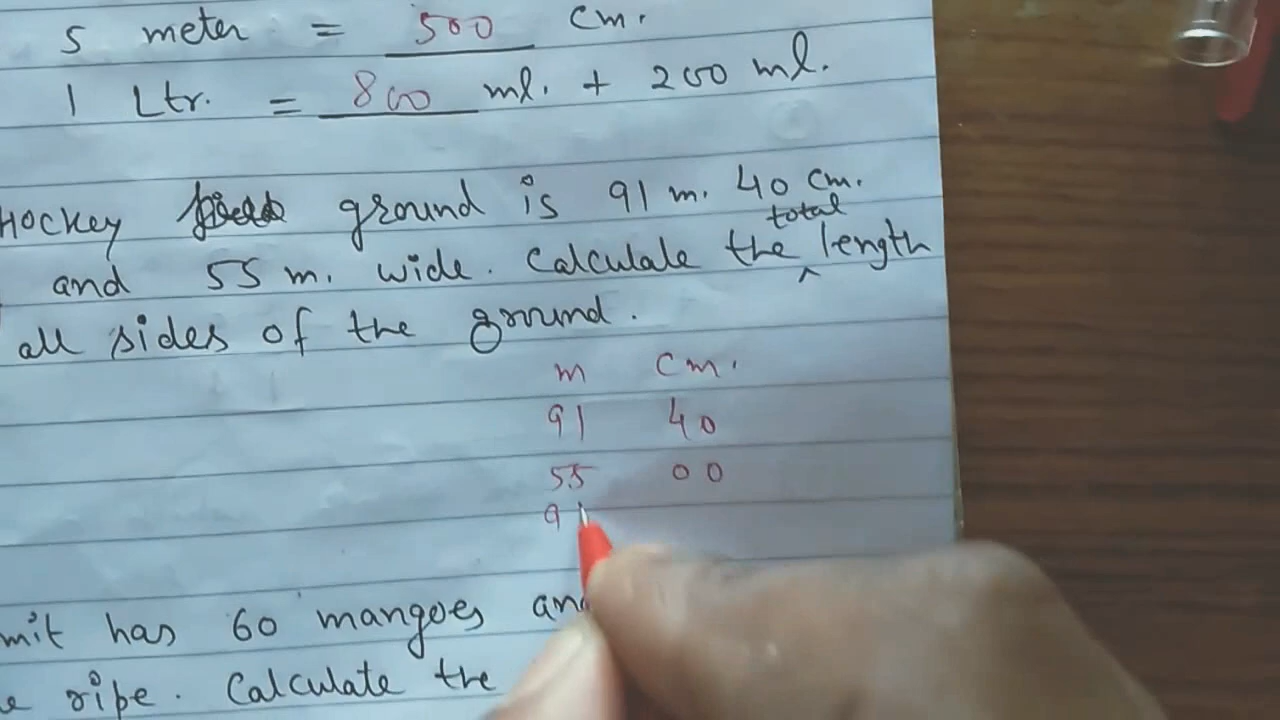 5 meter = 500 cm.
1 Ltr. = 800 ml. + 200 ml.
Hockey ground is 91 m. 40 cm.
total
and 55 m. wide. Calculate the ^ length
all sides of the ground.
m cm.
91 40
55 00
9
mit has 60 mangoes
ripe. Calculate the